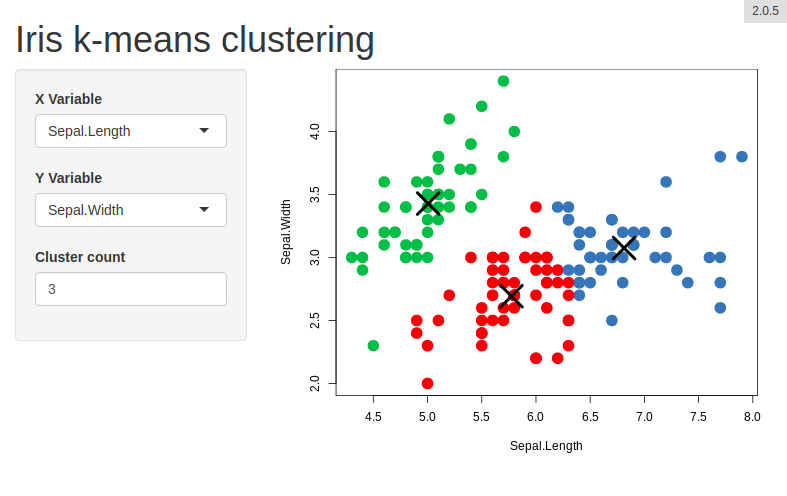 2.0.5
Iris k-means clustering
X Variable
Sepal.Length
Y Variable
Sepal.Width
Cluster count
3
Sepal.Width
4.0
3.5
3.0
2.5
2.0
4.5 5.0 5.5 6.0 6.5 7.0 7.5 8.0
Sepal.Length